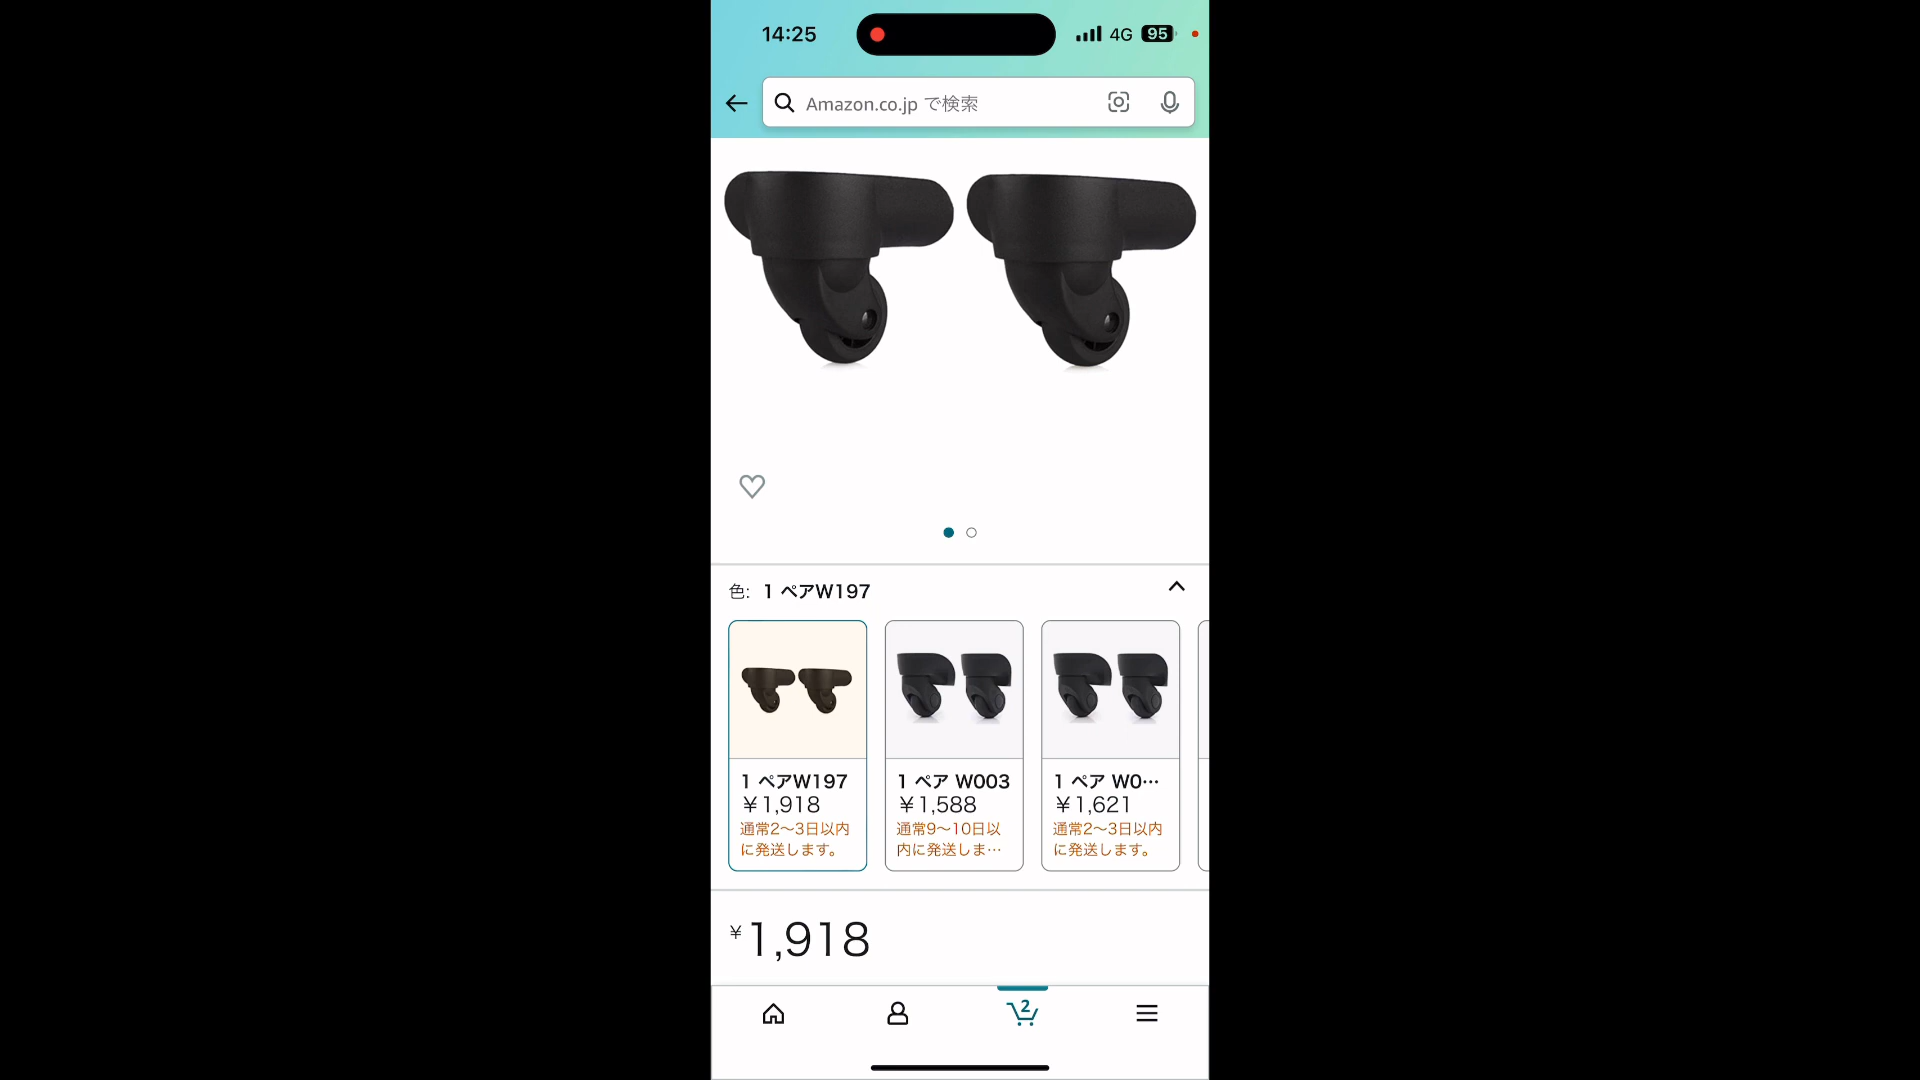 14:25
4G 95
Amazon.co.jp で検索
色: 1 ペアW197
1 ペアW197
￥1,918
通常2～3日以内
に発送します。
1 ペア W003
￥1,588
通常9～10日以
内に発送しま…
1 ペア W0…
￥1,621
通常2～3日以内
に発送します。
￥1,918
2